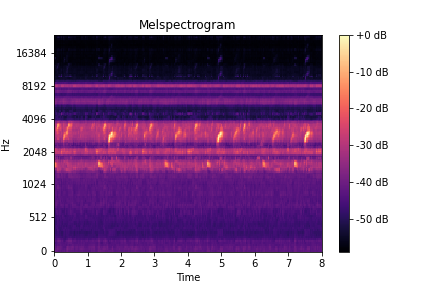 Melspectrogram
+0 dB
16384
-10 dB
8192
-20 dB
4096
-30 dB
Hz
2048
-40 dB
1024
-50 dB
512
0
0 1 2 3 4 5 6 7 8
Time